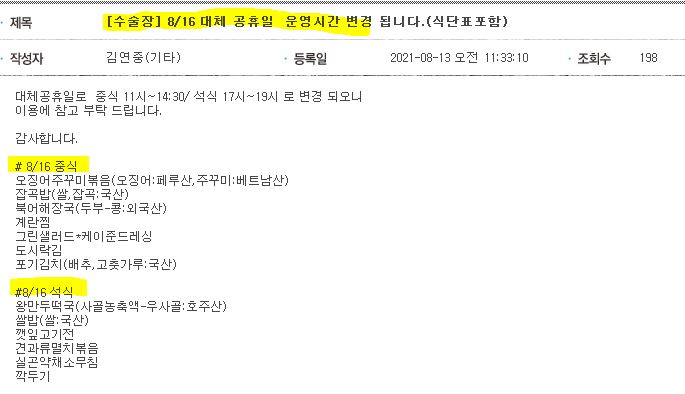 제목 [수술장] 8/16 대체 공휴일 운영시간 변경 됩니다.(식단표포함)
작성자 김연중(기타) 등록일 2021-08-13 오전 11:33:10 조회수 198
대체공휴일로 중식 11시~14:30/ 석식 17시~19시 로 변경 되오니
이용에 참고 부탁 드립니다.
감사합니다.
# 8/16 중식
오징어주꾸미볶음(오징어:페루산,주꾸미:베트남산)
잡곡밥(쌀,잡곡:국산)
북어해장국(두부-콩:외국산)
계란찜
그린샐러드*케이준드레싱
도시락김
포기김치(배추,고춧가루:국산)
#8/16 석식
왕만두떡국(사골농축액-우사골:호주산)
쌀밥(쌀:국산)
깻잎고기전
견과류멸치볶음
실곤약채소무침
깍두기